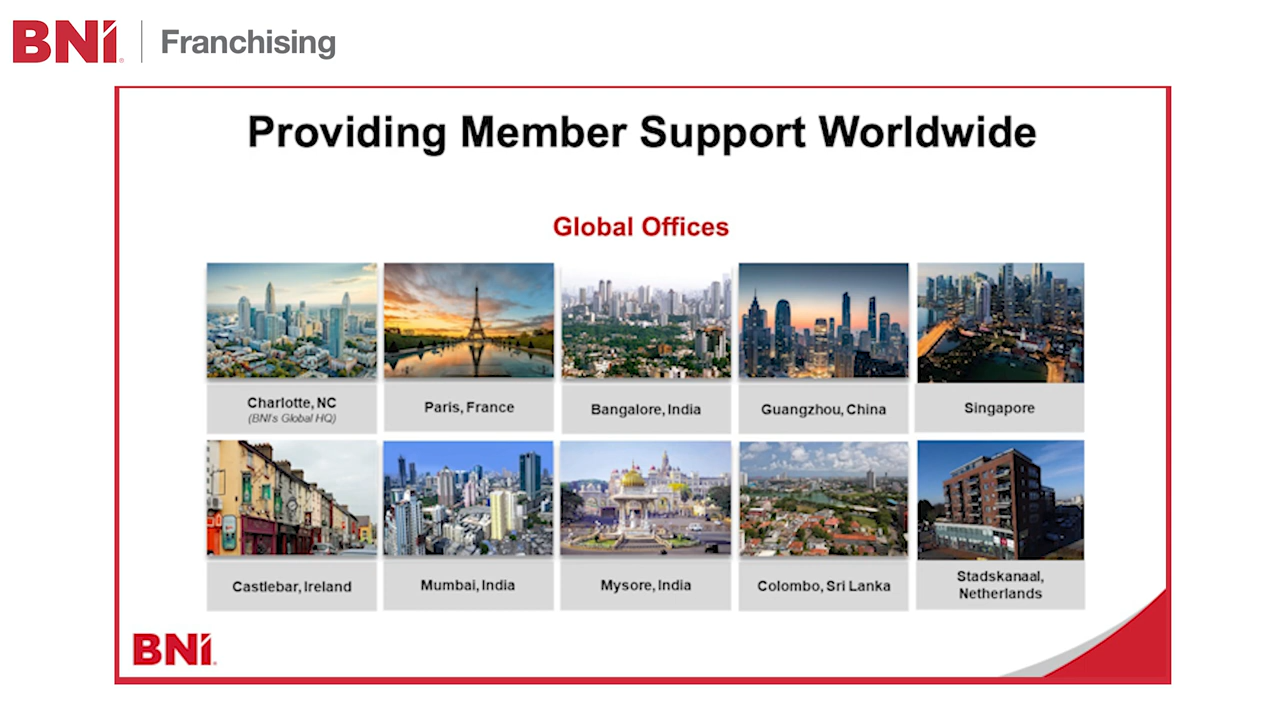 BNI Franchising
Providing Member Support Worldwide
Global Offices
Charlotte, NC
(BNI's Global HQ)
Paris, France
Bangalore, India
Guangzhou, China
Singapore
Castlebar, Ireland
Mumbai, India
Mysore, India
Colombo, Sri Lanka
Stadskanaal,
Netherlands
BNI